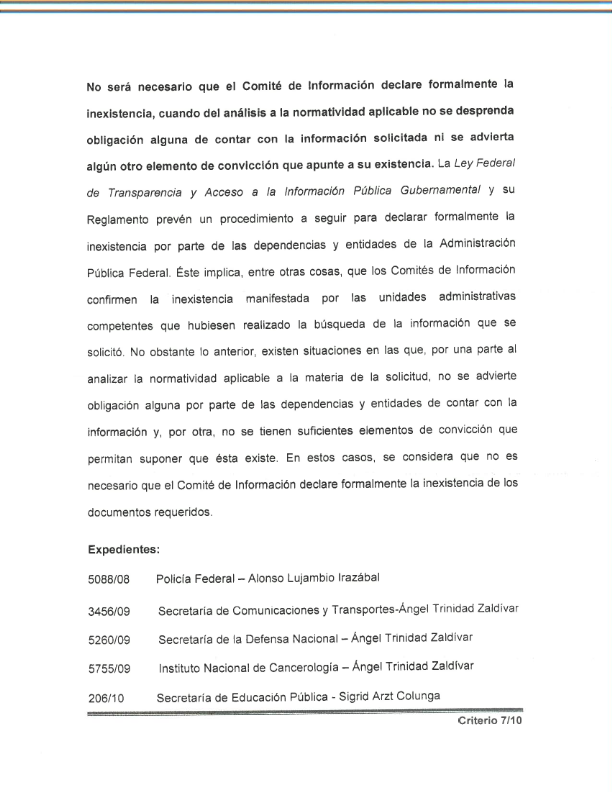 No será necesario que el Comité de Información declare formalmente la
inexistencia, cuando del análisis a la normatividad aplicable no se desprenda
obligación alguna de contar con la información solicitada ni se advierta
algún otro elemento de convicción que apunte a su existencia. La Ley Federal
de Transparencia y Acceso a la Información Pública Gubernamental y su
Reglamento prevén un procedimiento a seguir para declarar formalmente la
inexistencia por parte de las dependencias y entidades de la Administración
Pública Federal. Éste implica, entre otras cosas, que los Comités de Información
confirmen la inexistencia manifestada por las unidades administrativas
competentes que hubiesen realizado la búsqueda de la información que se
solicitó. No obstante lo anterior, existen situaciones en las que, por una parte al
analizar la normatividad aplicable a la materia de la solicitud, no se advierte
obligación alguna por parte de las dependencias y entidades de contar con la
información y, por otra, no se tienen suficientes elementos de convicción que
permitan suponer que ésta existe. En estos casos, se considera que no es
necesario que el Comité de Información declare formalmente la inexistencia de los
documentos requeridos.
Expedientes:
5088/08 Policía Federal – Alonso Lujambio Irazábal
3456/09 Secretaría de Comunicaciones y Transportes-Ángel Trinidad Zaldívar
5260/09 Secretaría de la Defensa Nacional – Ángel Trinidad Zaldívar
5755/09 Instituto Nacional de Cancerología – Ángel Trinidad Zaldívar
206/10 Secretaría de Educación Pública - Sigrid Arzt Colunga
Criterio 7/10